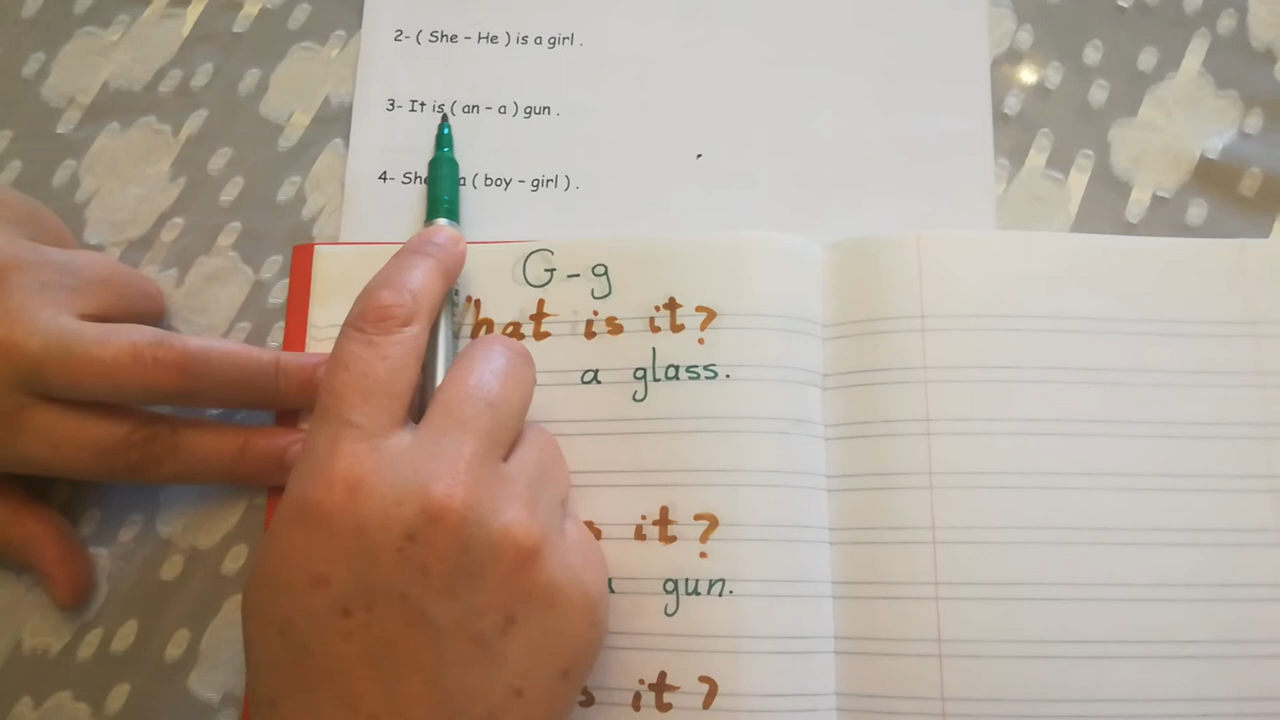 2- ( She - He ) is a girl .
3- It is ( an - a ) gun .
4- She a ( boy - girl ) .
G-g
What is it?
a glass.
it?
gun.
it?